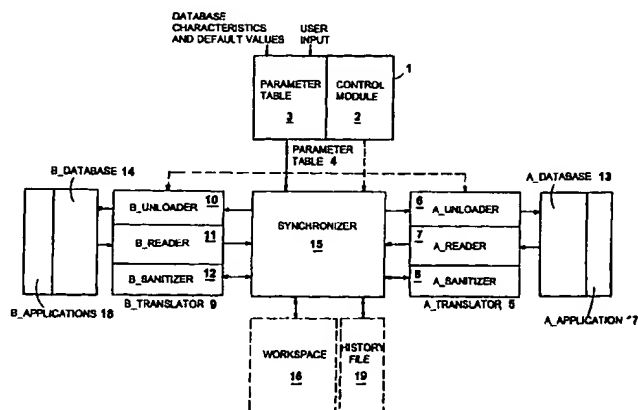 DATABASE
CHARACTERISTICS
AND DEFAULT VALUES
USER
INPUT
1
PARAMETER
TABLE
3
CONTROL
MODULE
2
PARAMETER
TABLE 4
B_DATABASE 14
A_DATABASE 13
B_UNLOADER 10
B_READER 11
B_SANITIZER 12
SYNCHRONIZER
15
6 A_UNLOADER
7 A_READER
8 A_SANITIZER
B_APPLICATIONS 18
B_TRANSLATOR 9
A_TRANSLATOR 5
A_APPLICATION 17
WORKSPACE
16
HISTORY
FILE
19